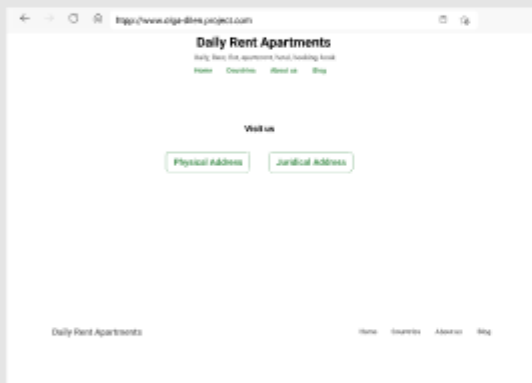 Daily Rent Apartments
Home Countries About us Blog
Visit us
Physical Address Juridical Address
Daily Rent Apartments
Home Countries About us Blog